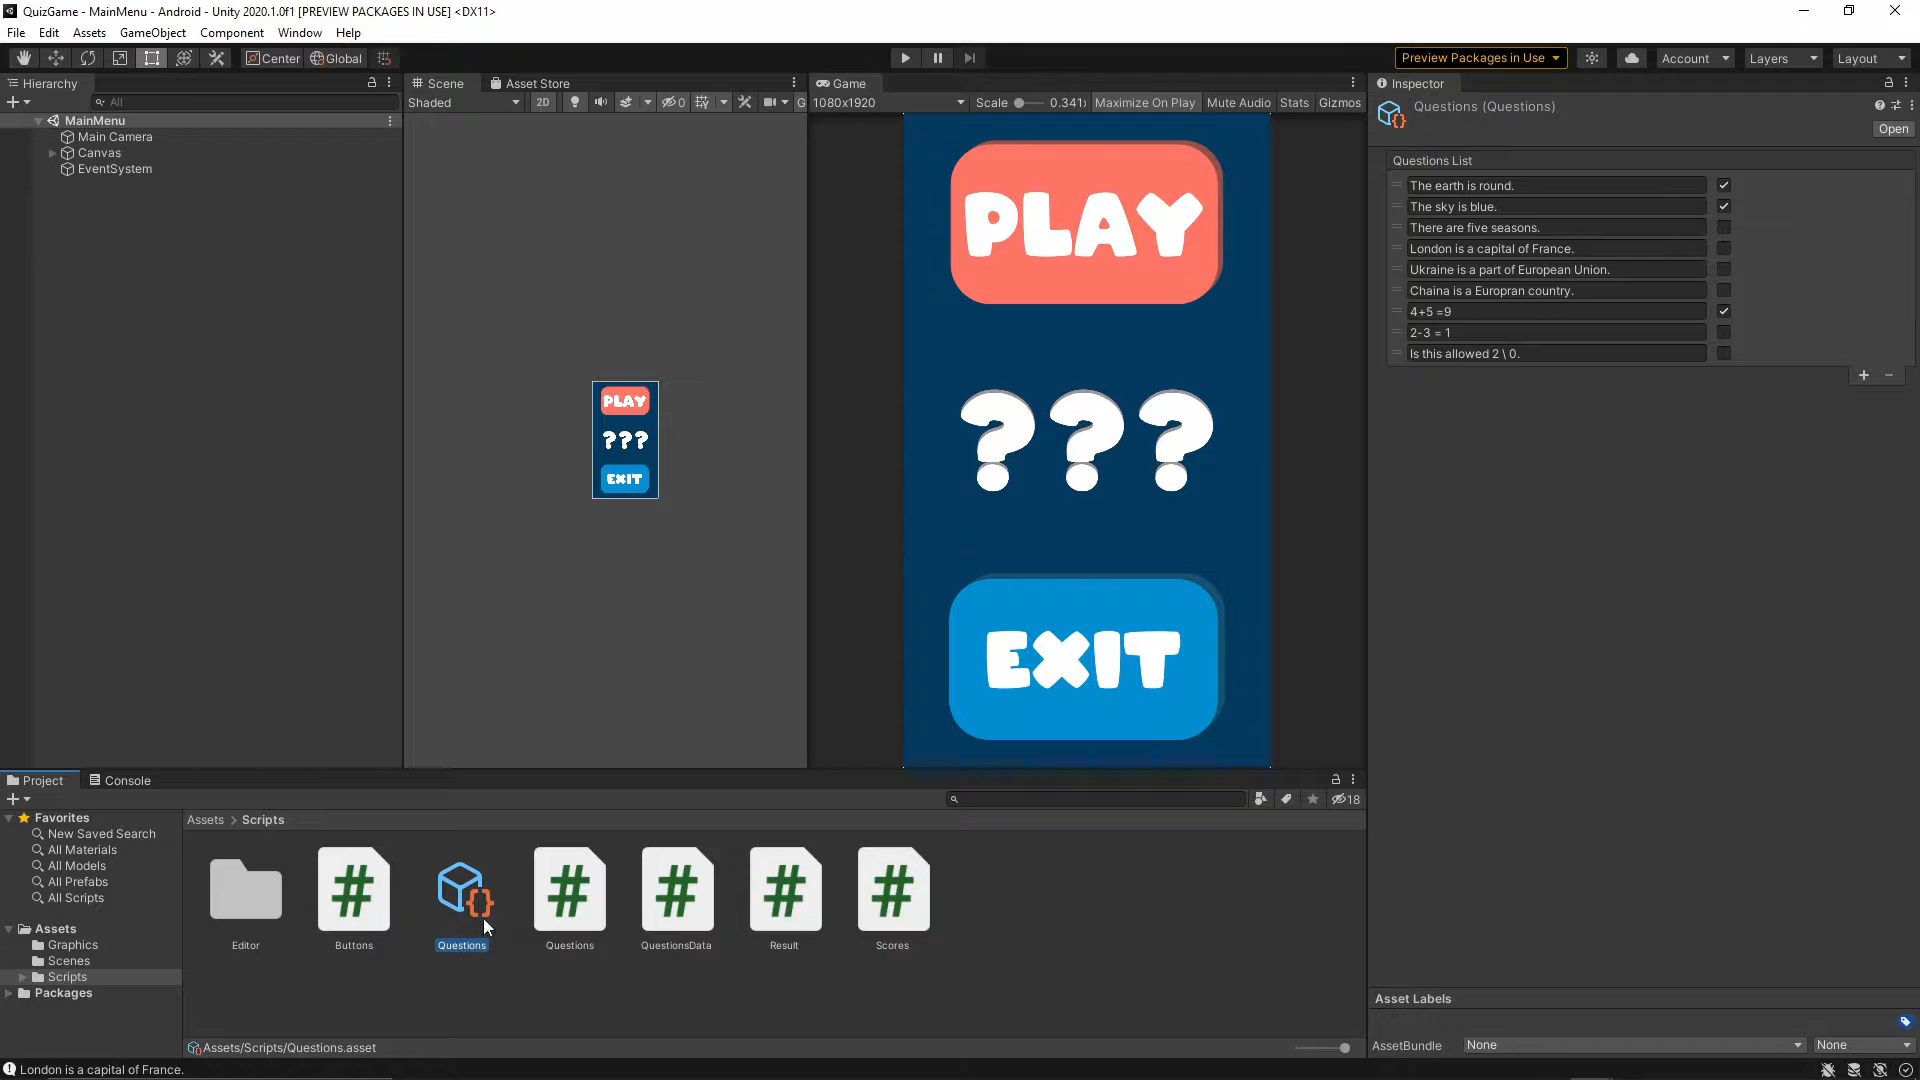 QuizGame - MainMenu - Android - Unity 2020.1.0f1 [PREVIEW PACKAGES IN USE] <DX11>
File Edit Assets GameObject Component Window Help
Center Global Preview Packages in Use Account Layers Layout
Hierarchy
All
MainMenu
Main Camera
Canvas
EventSystem
Scene Asset Store
Shaded 2D 0 G
PLAY
???
EXIT
Game
1080x1920 Scale 0.341 Maximize On Play Mute Audio Stats Gizmos
PLAY
???
EXIT
Inspector
Questions (Questions)
Open
Questions List
The earth is round.
The sky is blue.
There are five seasons.
London is a capital of France.
Ukraine is a part of European Union.
Chaina is a Europran country.
4+5 =9
2-3 = 1
Is this allowed 2 \ 0.
+ -
Asset Labels
AssetBundle None None
Project Console
18
Favorites
New Saved Search
All Materials
All Models
All Prefabs
All Scripts
Assets
Graphics
Scenes
Scripts
Packages
Assets > Scripts
Editor Buttons Questions Questions QuestionsData Result Scores
Assets/Scripts/Questions.asset
London is a capital of France.